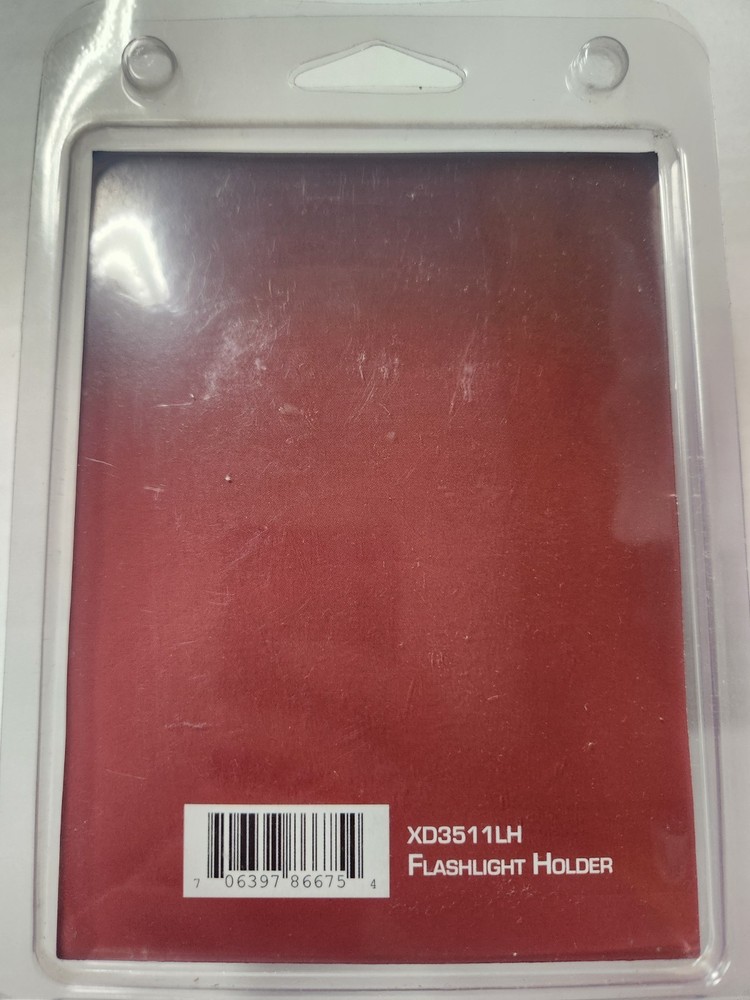 XD3511LH
FLASHLIGHT HOLDER
7 06397 86675 4